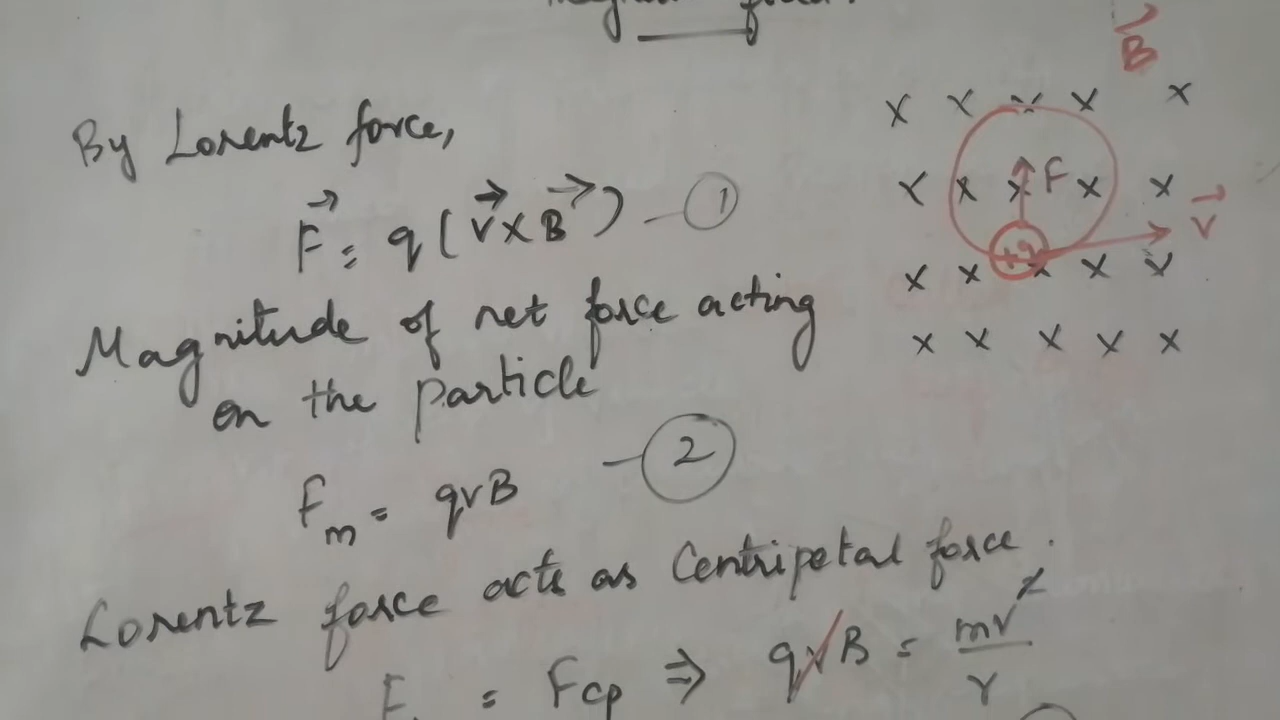 By Lorentz force,
F⃗ = q (v⃗ × B⃗) — 1
Magnitude of net force acting
on the particle
Fm = qvB — 2
Lorentz force acts as Centripetal force.
= Fcp ⇒ qvB = mv²/r
B⃗
x x x x x
x x x F x x
v⃗
+q
x x x x x
x x x x x